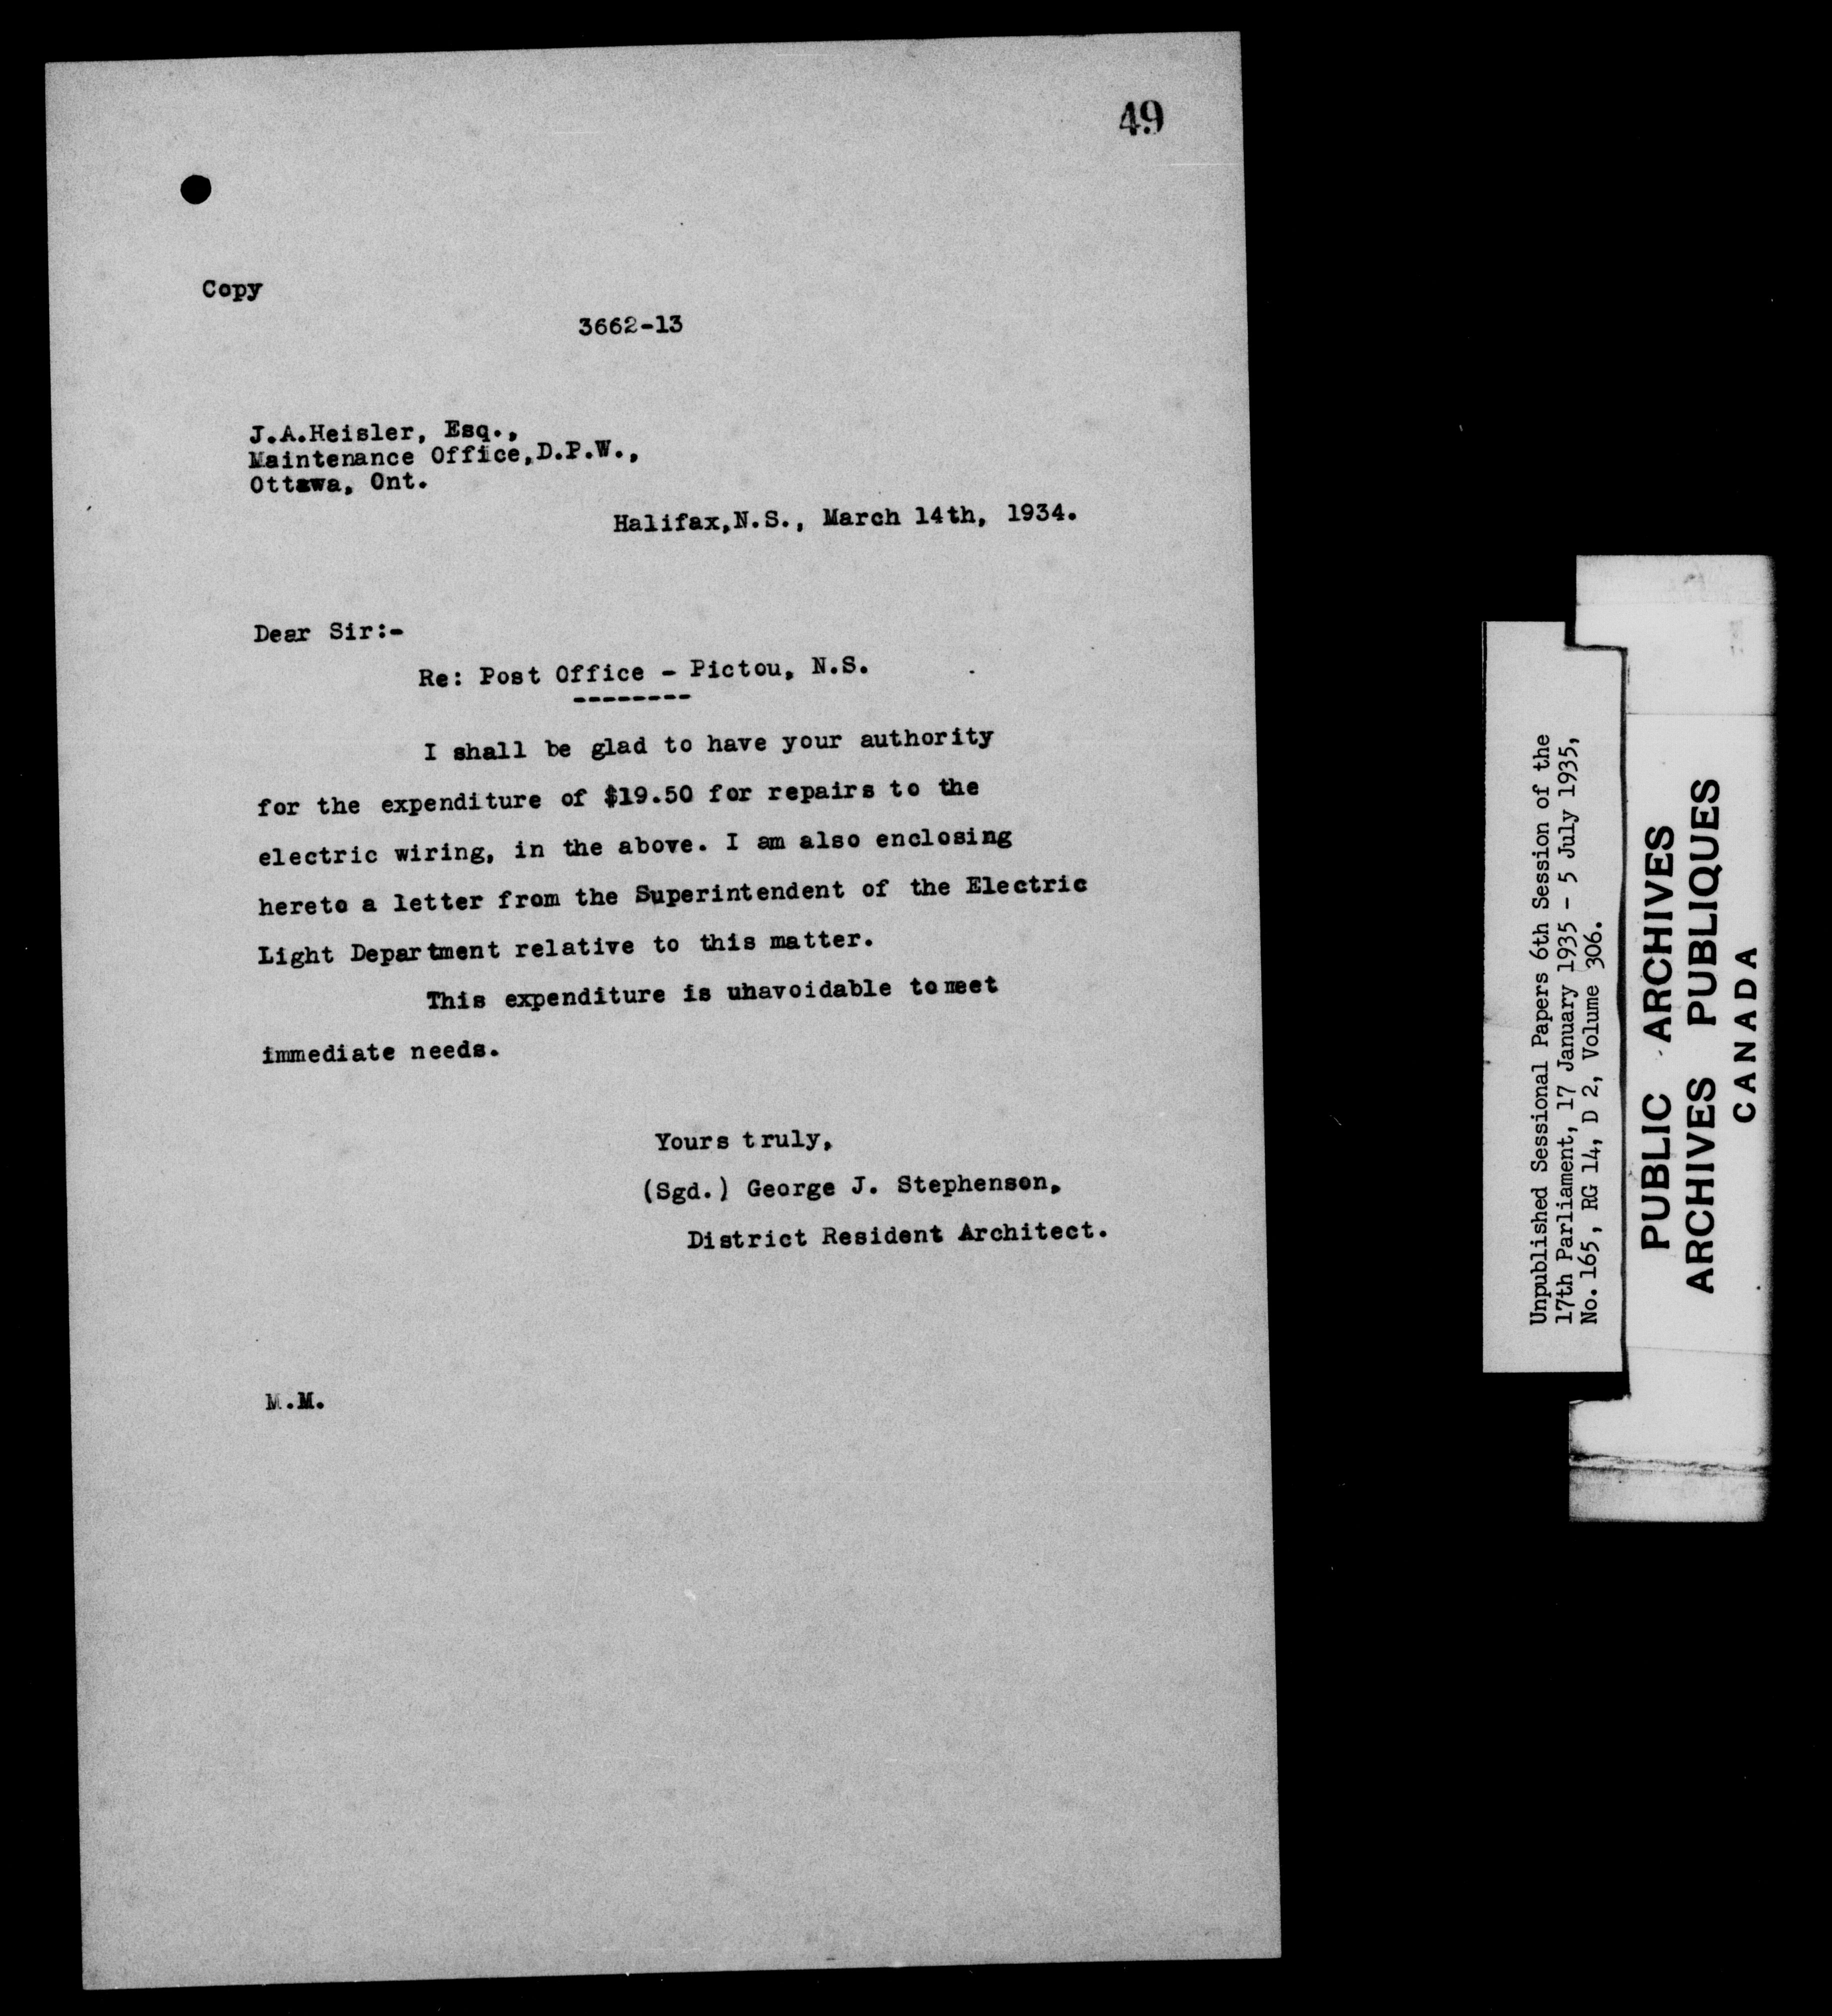 49
Copy
3662-13
J.A.Heisler, Esq.,
Maintenance Office,D.P.W.,
Ottawa, Ont.
Halifax,N.S., March 14th, 1934.
Dear Sir:-
Re: Post Office - Pictou, N.S.
--------
I shall be glad to have your authority
for the expenditure of $19.50 for repairs to the
electric wiring, in the above. I am also enclosing
hereto a letter from the Superintendent of the Electric
Light Department relative to this matter.
This expenditure is unavoidable to meet
immediate needs.
Yours truly,
(Sgd.) George J. Stephenson,
District Resident Architect.
M.M.
Unpublished Sessional Papers 6th Session of the
17th Parliament, 17 January 1935 - 5 July 1935,
No. 165, RG 14, D 2, Volume 306.
PUBLIC ARCHIVES
ARCHIVES PUBLIQUES
CANADA